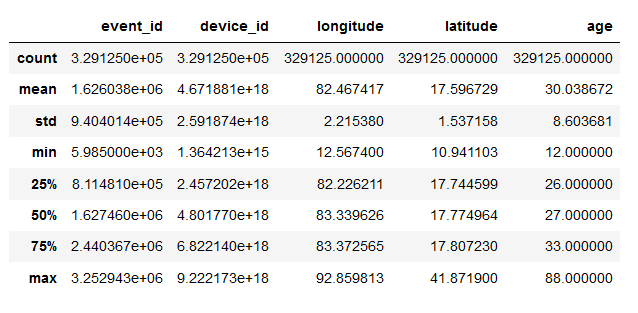 event_id device_id longitude latitude age
count 3.291250e+05 3.291250e+05 329125.000000 329125.000000 329125.000000
mean 1.626038e+06 4.671881e+18 82.467417 17.596729 30.038672
std 9.404014e+05 2.591874e+18 2.215380 1.537158 8.603681
min 5.985000e+03 1.364213e+15 12.567400 10.941103 12.000000
25% 8.114810e+05 2.457202e+18 82.226211 17.744599 26.000000
50% 1.627460e+06 4.801770e+18 83.339626 17.774964 27.000000
75% 2.440367e+06 6.822140e+18 83.372565 17.807230 33.000000
max 3.252943e+06 9.222173e+18 92.859813 41.871900 88.000000